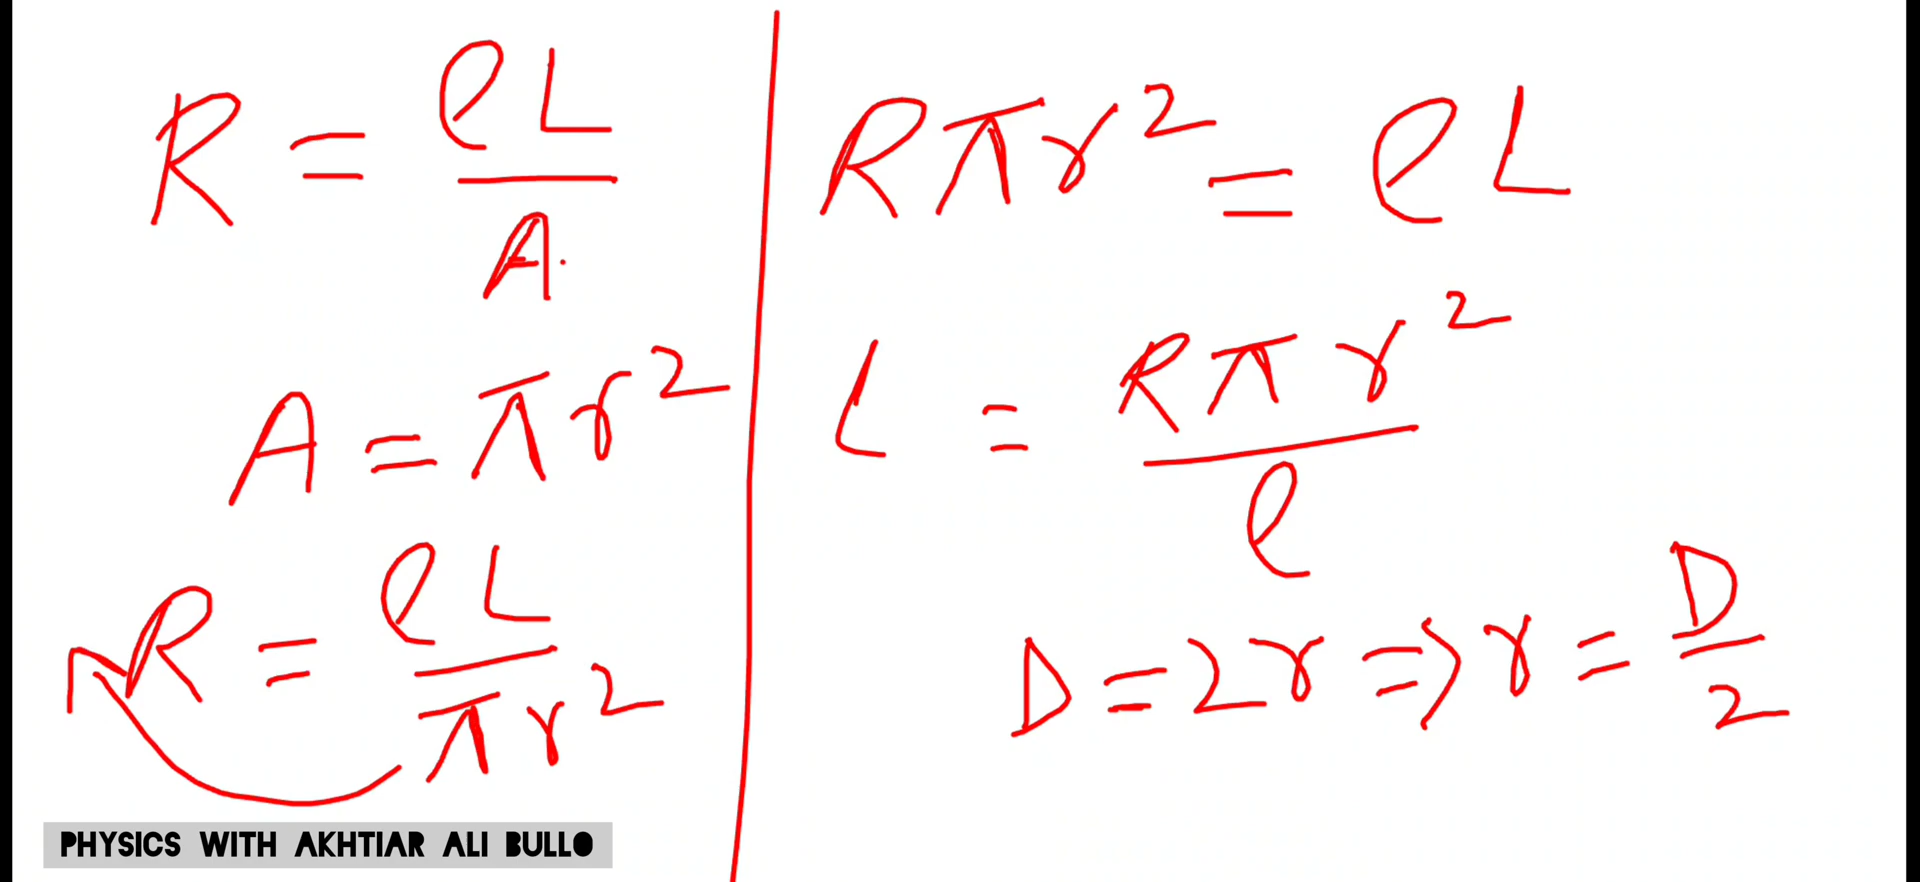 R = ρL / A
A = πr²
R = ρL / πr²
Rπr² = ρL
L = Rπr² / ρ
D = 2r ⇒ r = D / 2
PHYSICS WITH AKHTIAR ALI BULLO